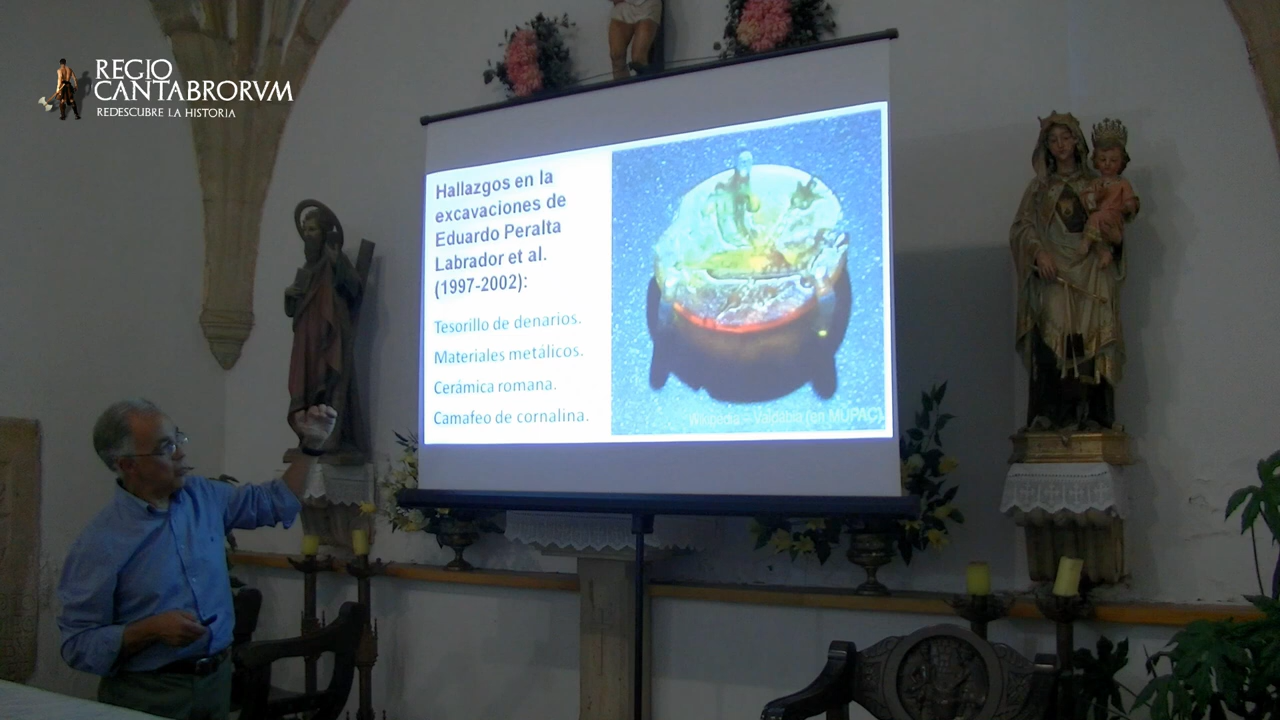 REGIO
CANTABRORVM
REDESCUBRE LA HISTORIA
Hallazgos en la
excavaciones de
Eduardo Peralta
Labrador et al.
(1997-2002):
Tesorillo de denarios.
Materiales metálicos.
Cerámica romana.
Camafeo de cornalina.
Wikipedia – Valdabia (en MUPAC)